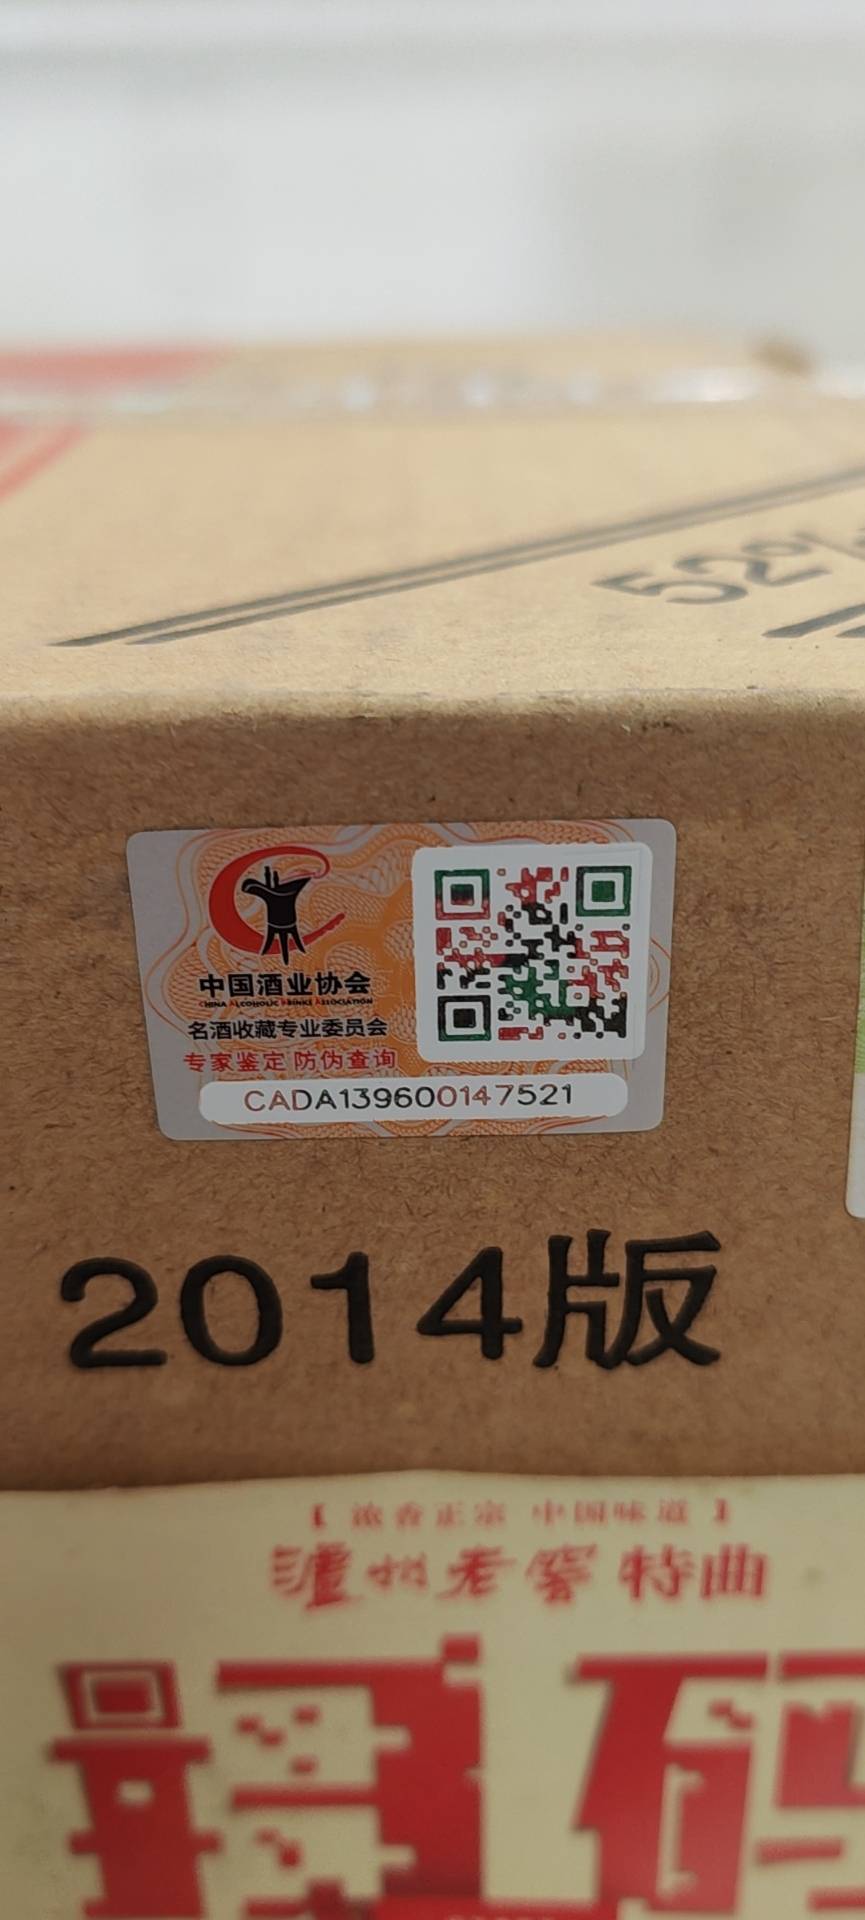 52%
中国酒业协会
CHINA ALCOHOLIC DRINKS ASSOCIATION
名酒收藏专业委员会
专家鉴定 防伪查询
CADA139600147521
2014版
【 浓香正宗 中国味道 】
泸州老窖 特曲